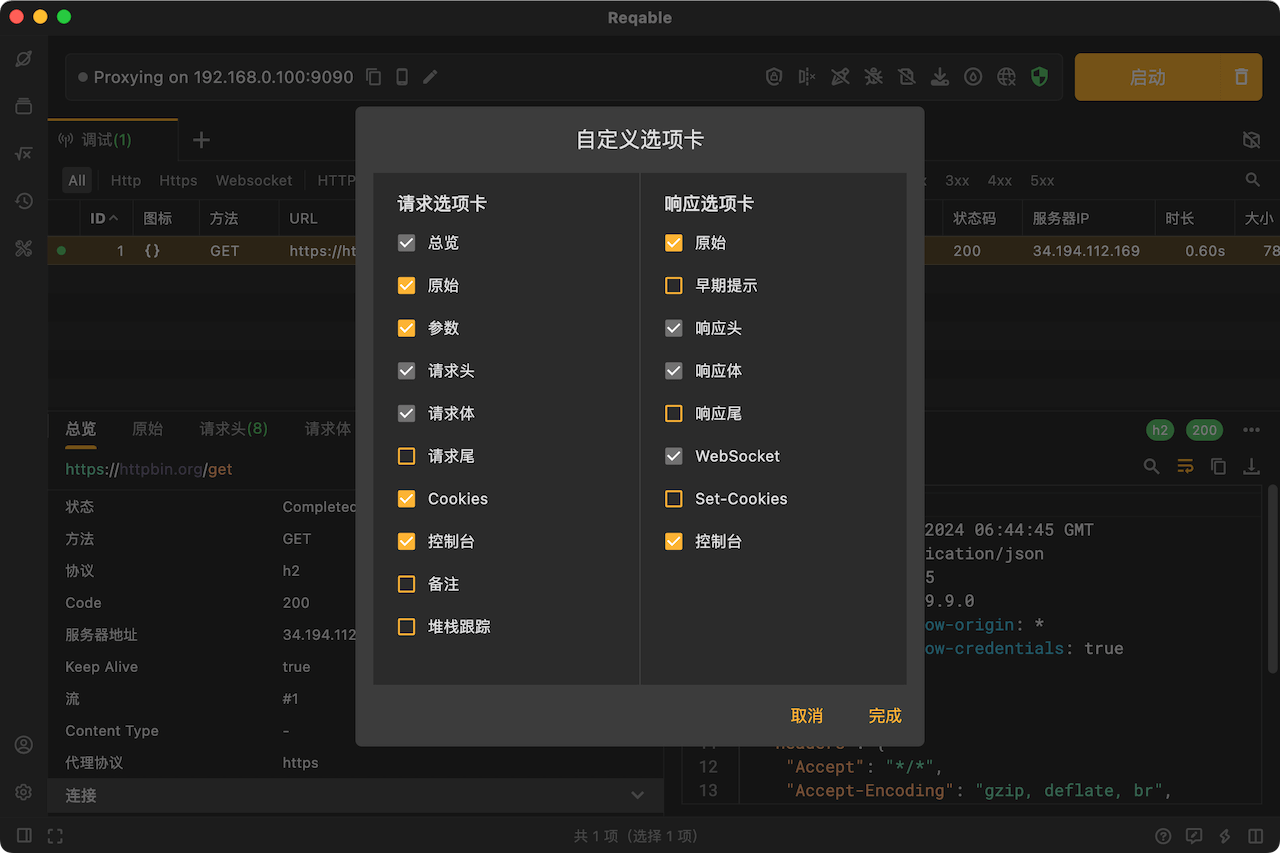 Reqable
Proxying on 192.168.0.100:9090
启动
调试(1)
All Http Https Websocket HTTP 3xx 4xx 5xx
ID 图标 方法 URL 状态码 服务器IP 时长 大小
1 {} GET https://ht 200 34.194.112.169 0.60s 78
自定义选项卡
请求选项卡
总览
原始
参数
请求头
请求体
请求尾
Cookies
控制台
备注
堆栈跟踪
响应选项卡
原始
早期提示
响应头
响应体
响应尾
WebSocket
Set-Cookies
控制台
取消 完成
总览 原始 请求头(8) 请求体
https://httpbin.org/get
状态 Completed
方法 GET
协议 h2
Code 200
服务器地址 34.194.112
Keep Alive true
流 #1
Content Type -
代理协议 https
连接
h2 200
2024 06:44:45 GMT
ication/json
5
9.9.0
ow-origin: *
ow-credentials: true
11 "headers": {
12 "Accept": "*/*",
13 "Accept-Encoding": "gzip, deflate, br",
共 1 项（选择 1 项）